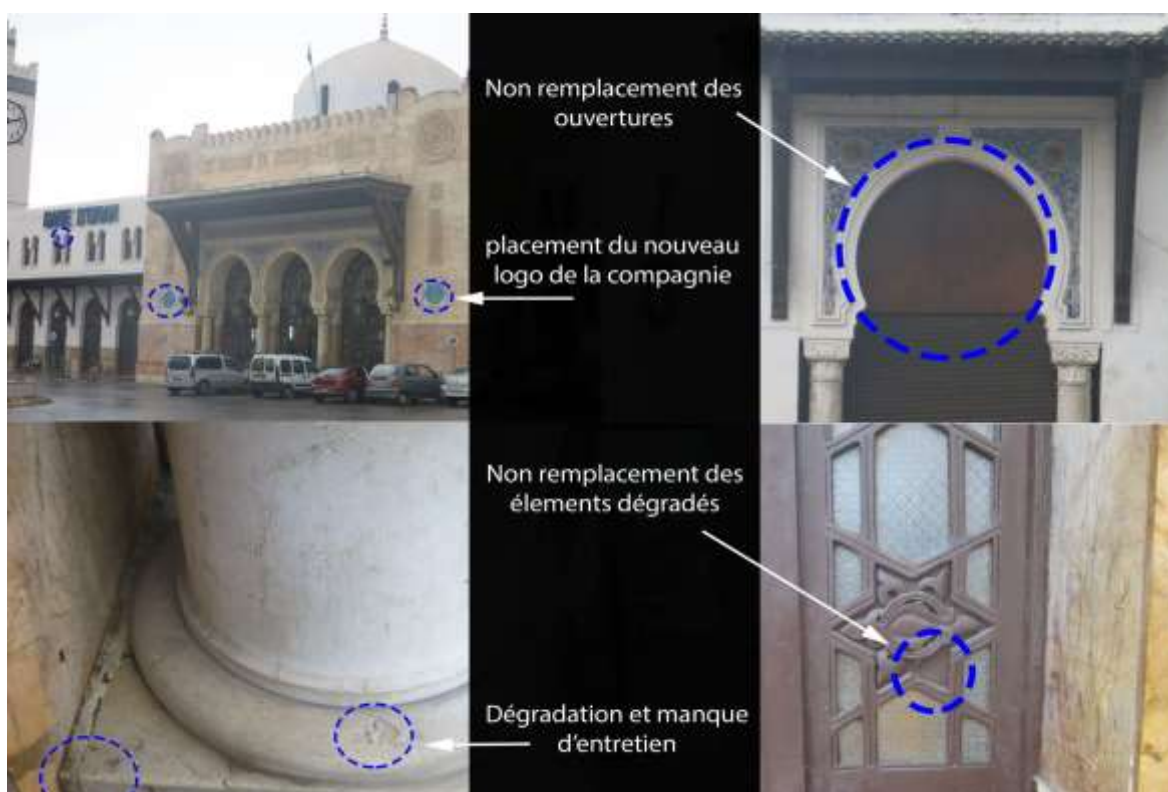 Non remplacement des
ouvertures
placement du nouveau
logo de la compagnie
Non remplacement des
élements dégradés
Dégradation et manque
d'entretien